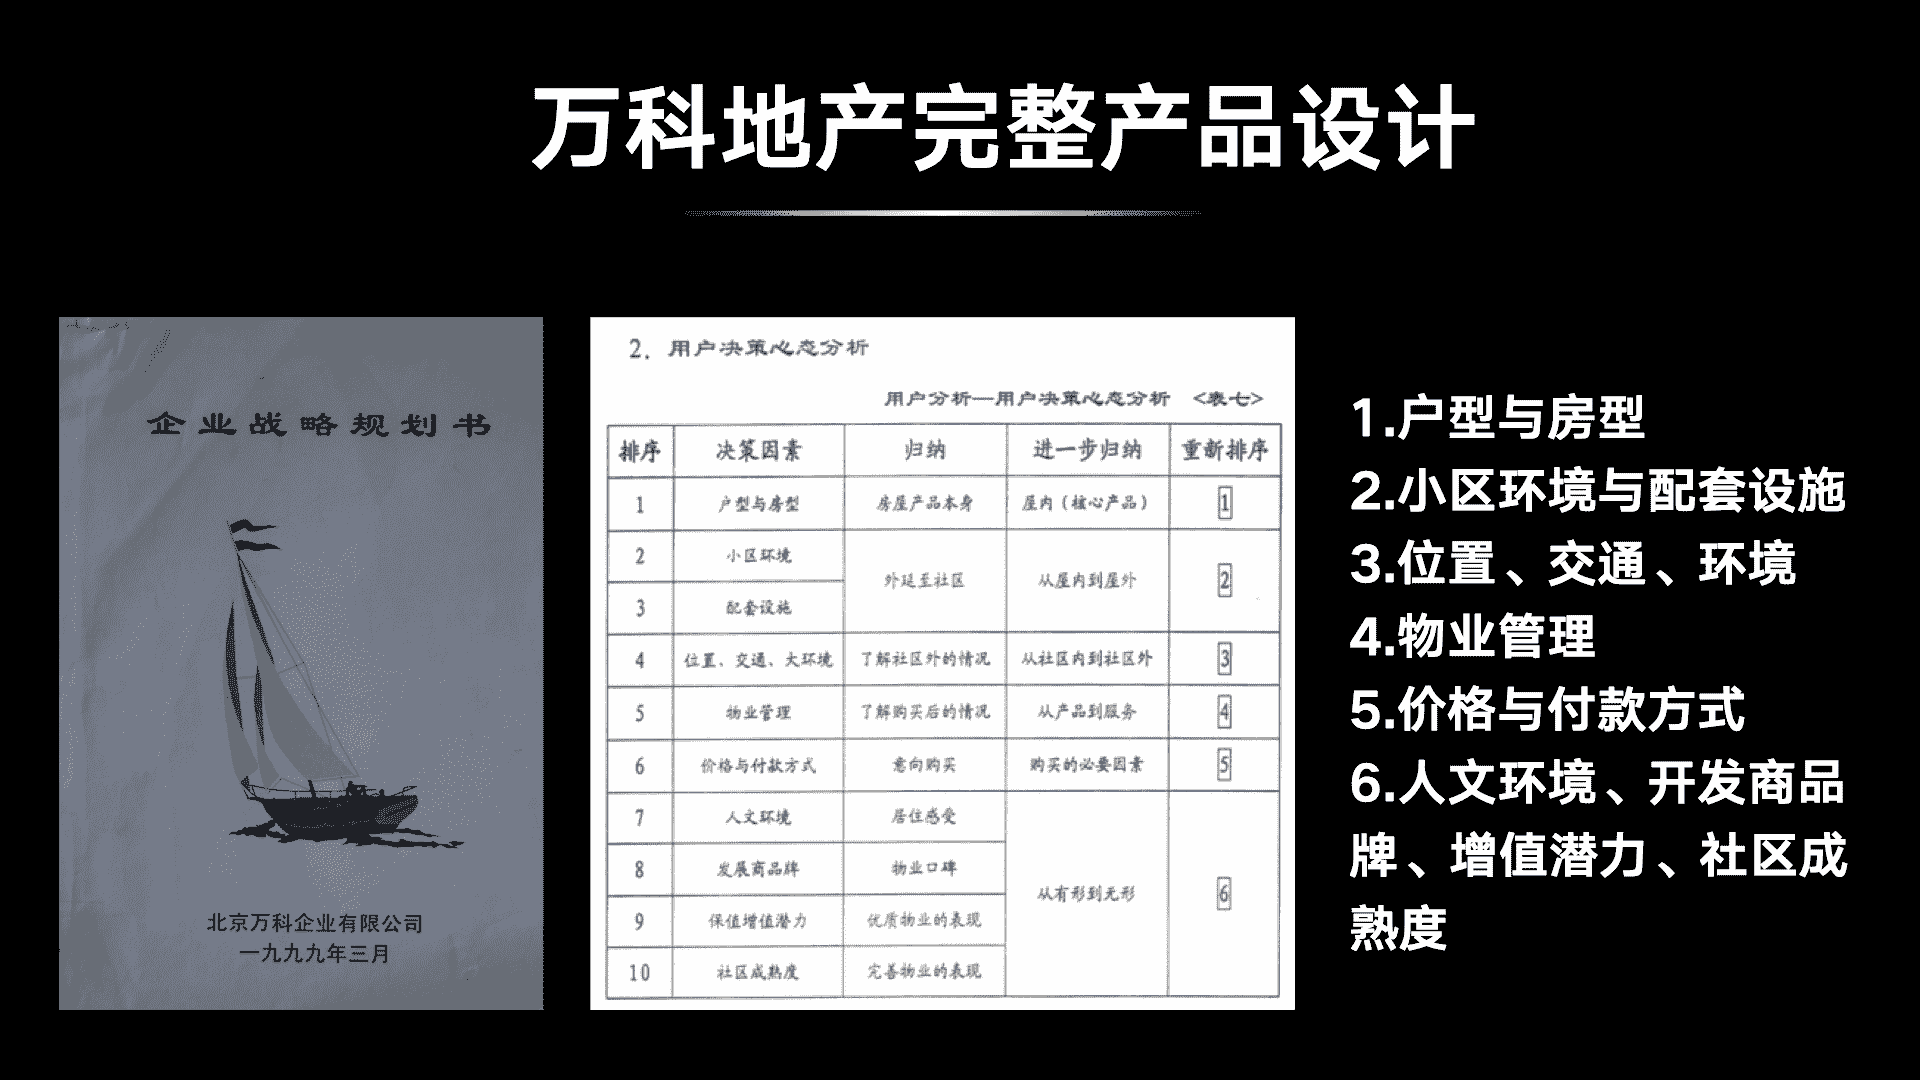 万科地产完整产品设计
企业战略规划书
北京万科企业有限公司
一九九九年三月
2. 用户决策心态分析
用户分析—用户决策心态分析 <表七>
排序 决策因素 归纳 进一步归纳 重新排序
1 户型与房型 房屋产品本身 屋内（核心产品） 1
2 小区环境 外延至社区 从屋内到屋外 2
3 配套设施
4 位置、交通、大环境 了解社区外的情况 从社区内到社区外 3
5 物业管理 了解购买后的情况 从产品到服务 4
6 价格与付款方式 意向购买 购买的必要因素 5
7 人文环境 居住感受 从有形到无形 6
8 发展商品牌 物业口碑
9 保值增值潜力 优质物业的表现
10 社区成熟度 完善物业的表现
1.户型与房型
2.小区环境与配套设施
3.位置、交通、环境
4.物业管理
5.价格与付款方式
6.人文环境、开发商品
牌、增值潜力、社区成
熟度